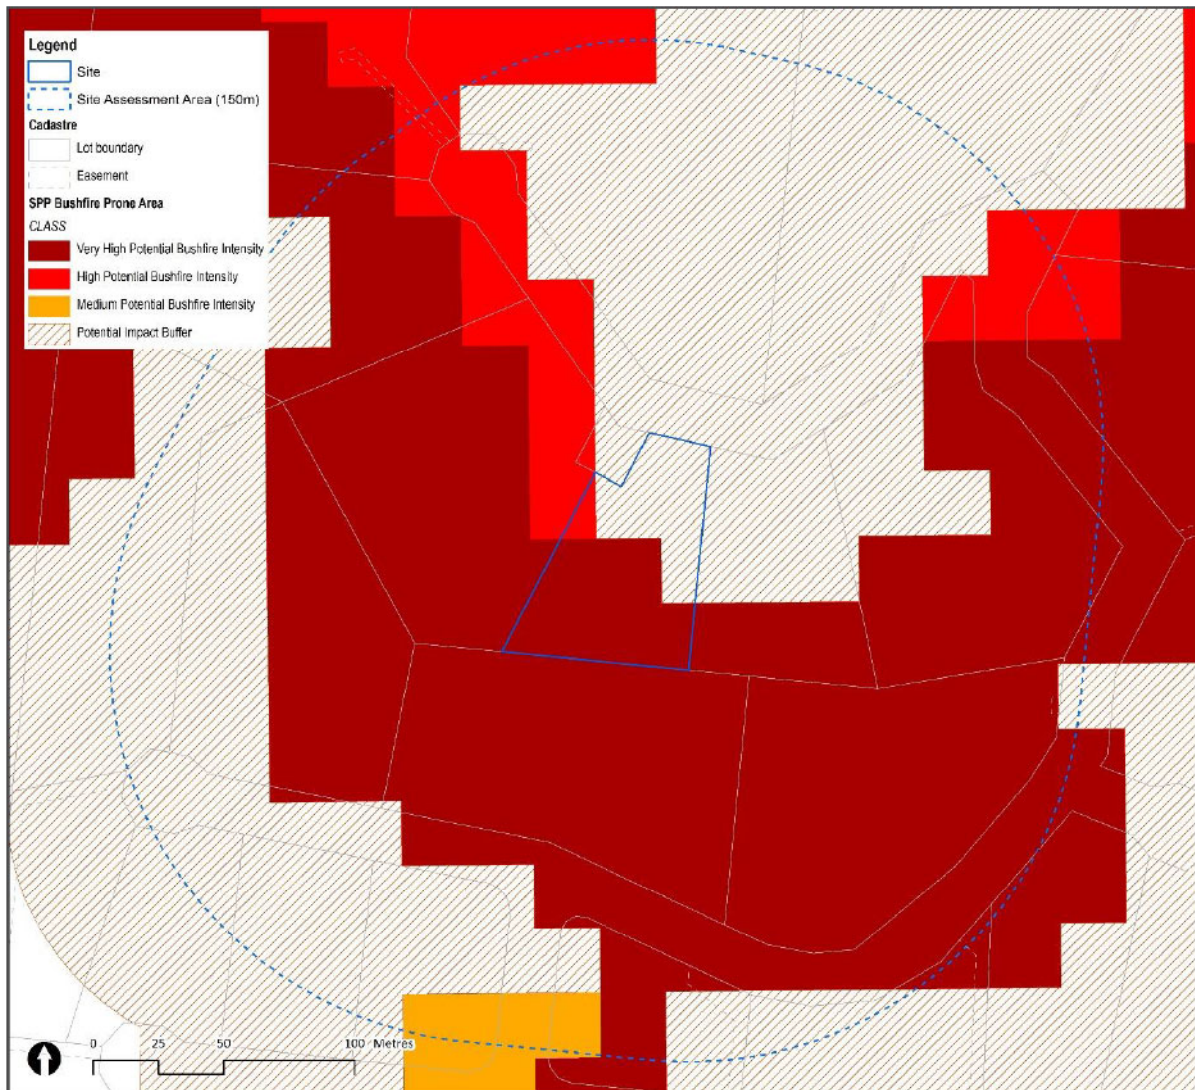 Legend
Site
Site Assessment Area (150m)
Cadastre
Lot boundary
Easement
SPP Bushfire Prone Area
CLASS
Very High Potential Bushfire Intensity
High Potential Bushfire Intensity
Medium Potential Bushfire Intensity
Potential Impact Buffer
0 25 50 100 Metres